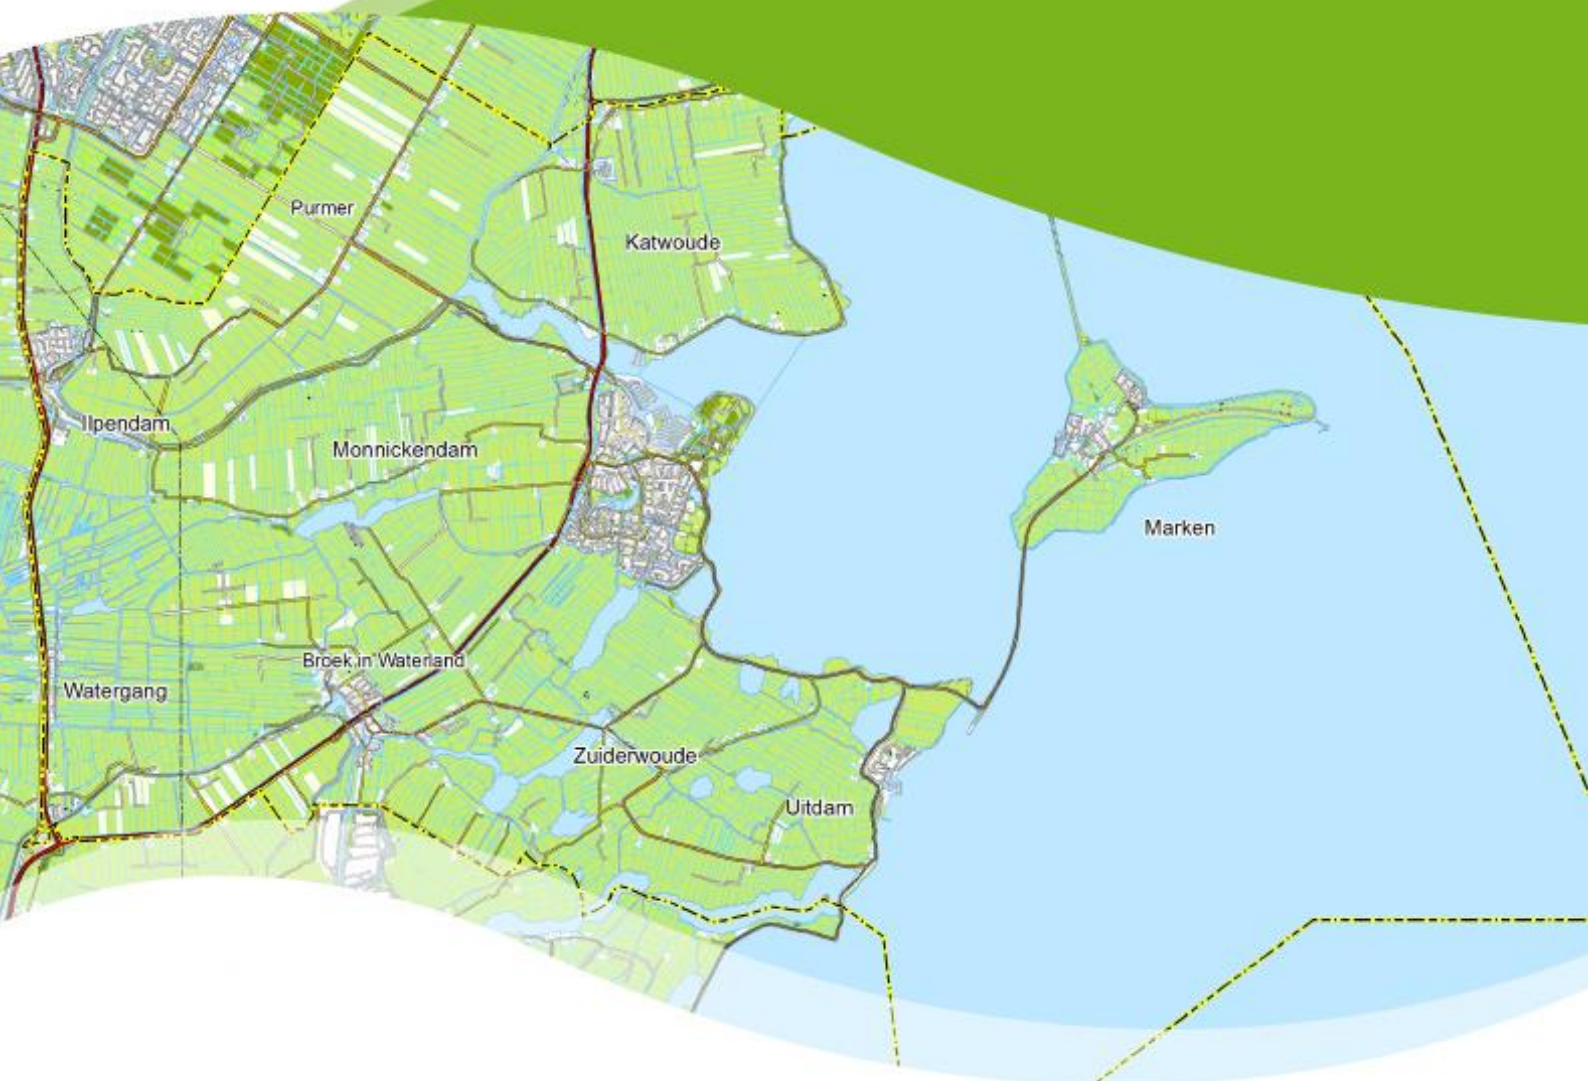 Purmer
Katwoude
Ilpendam
Monnickendam
Marken
Broek in Waterland
Watergang
Zuiderwoude
Uitdam